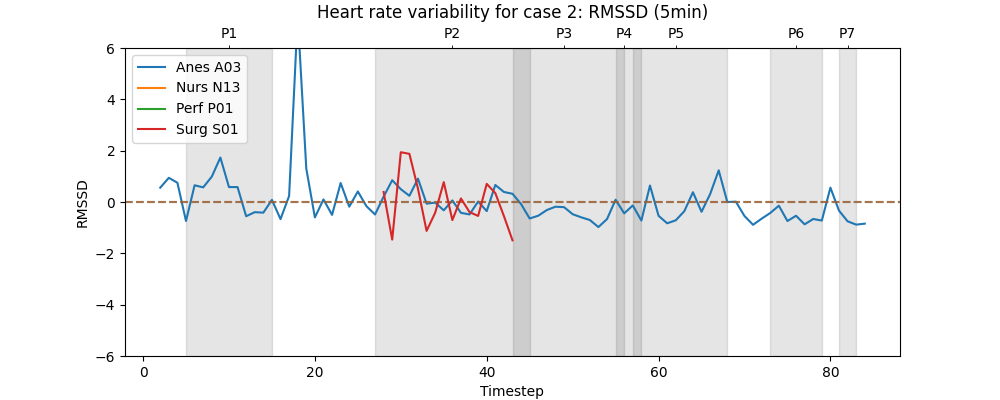 Heart rate variability for case 2: RMSSD (5min)
P1 P2 P3 P4 P5 P6 P7
Anes A03
Nurs N13
Perf P01
Surg S01
RMSSD
6
4
2
0
−2
−4
−6
0 20 40 60 80
Timestep